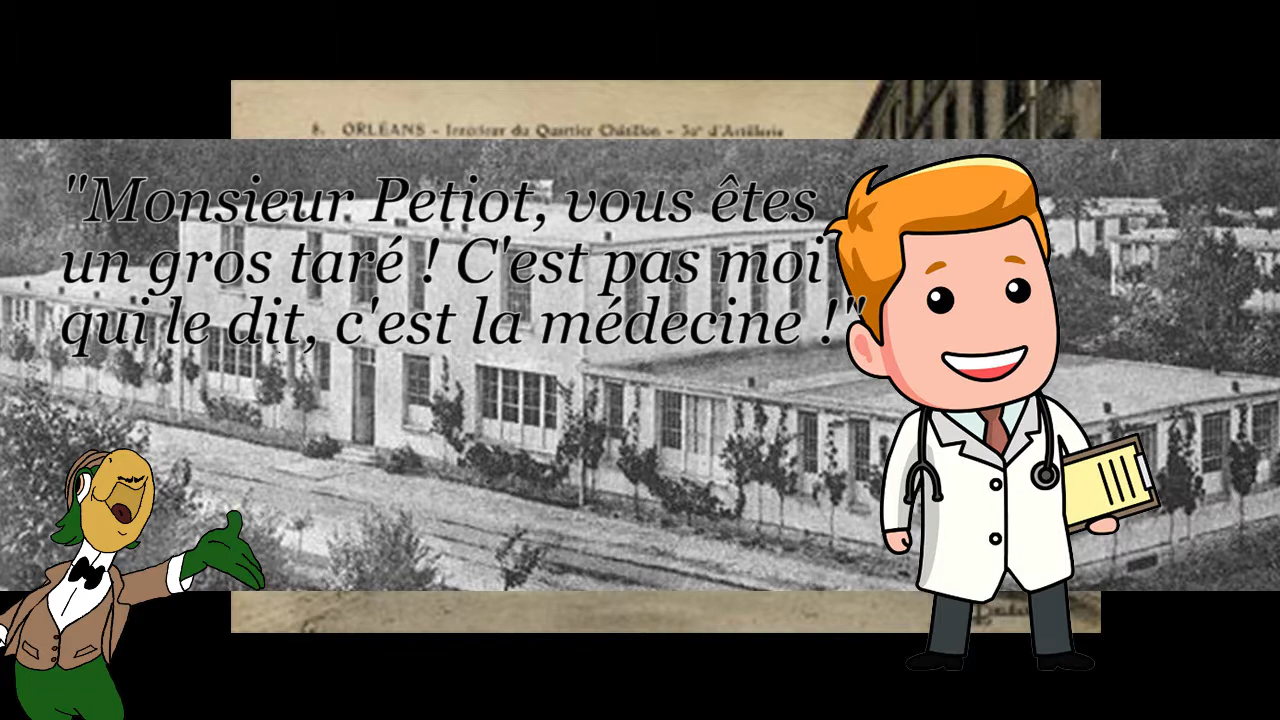 8. ORLÉANS - Intérieur du Quartier Châtillon - 30e d'Artillerie
"Monsieur Petiot, vous êtes
un gros taré ! C'est pas moi
qui le dit, c'est la médecine !"